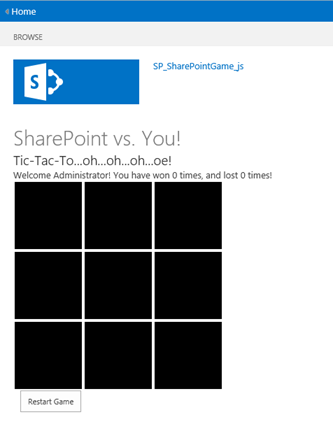 Home
BROWSE
S
SP_SharePointGame_js
SharePoint vs. You!
Tic-Tac-To...oh...oh...oh...oe!
Welcome Administrator! You have won 0 times, and lost 0 times!
Restart Game